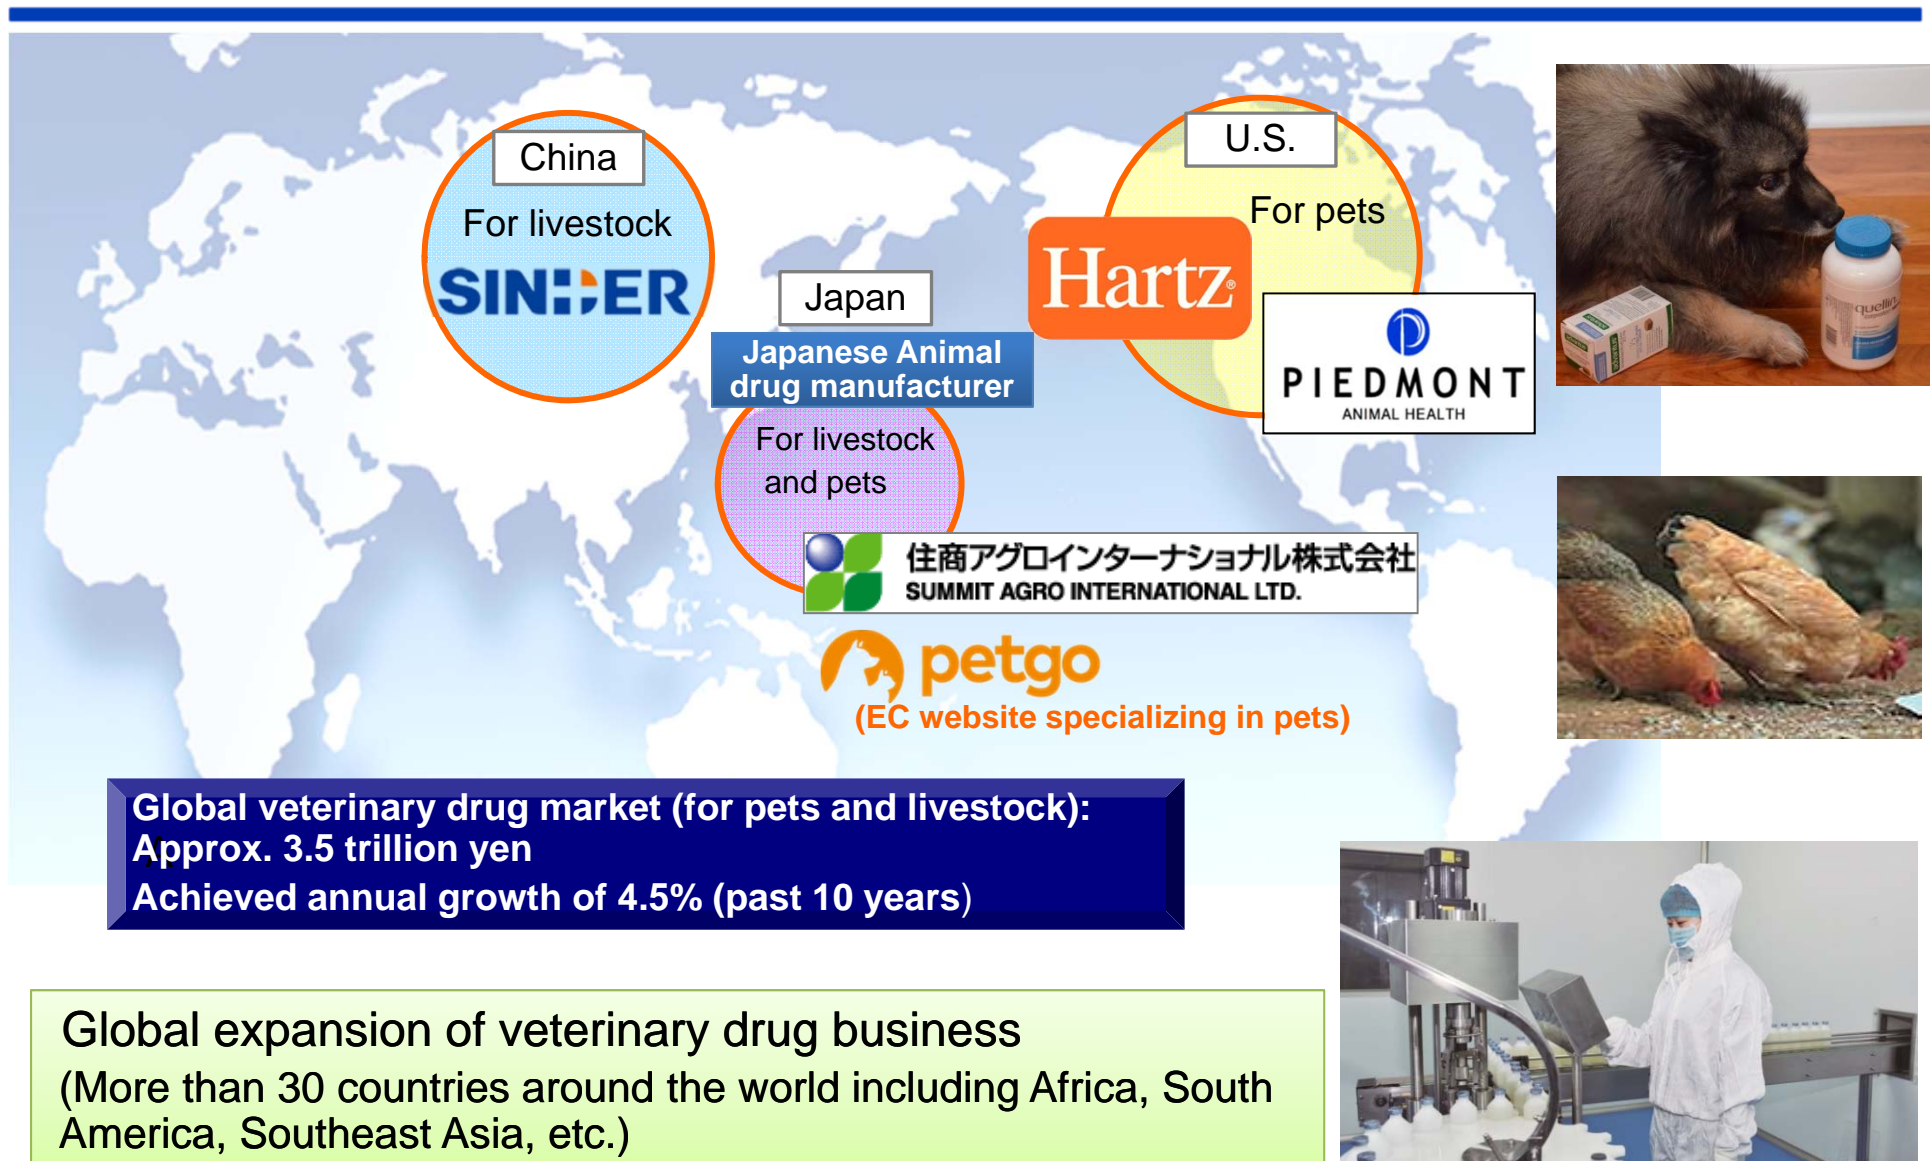 China
For livestock
SINDER
Japan
Japanese Animal
drug manufacturer
For livestock
and pets
U.S.
For pets
Hartz®
PIEDMONT
ANIMAL HEALTH
quellin
住商アグロインターナショナル株式会社
SUMMIT AGRO INTERNATIONAL LTD.
petgo
(EC website specializing in pets)
Global veterinary drug market (for pets and livestock):
Approx. 3.5 trillion yen
Achieved annual growth of 4.5% (past 10 years)
Global expansion of veterinary drug business
(More than 30 countries around the world including Africa, South
America, Southeast Asia, etc.)